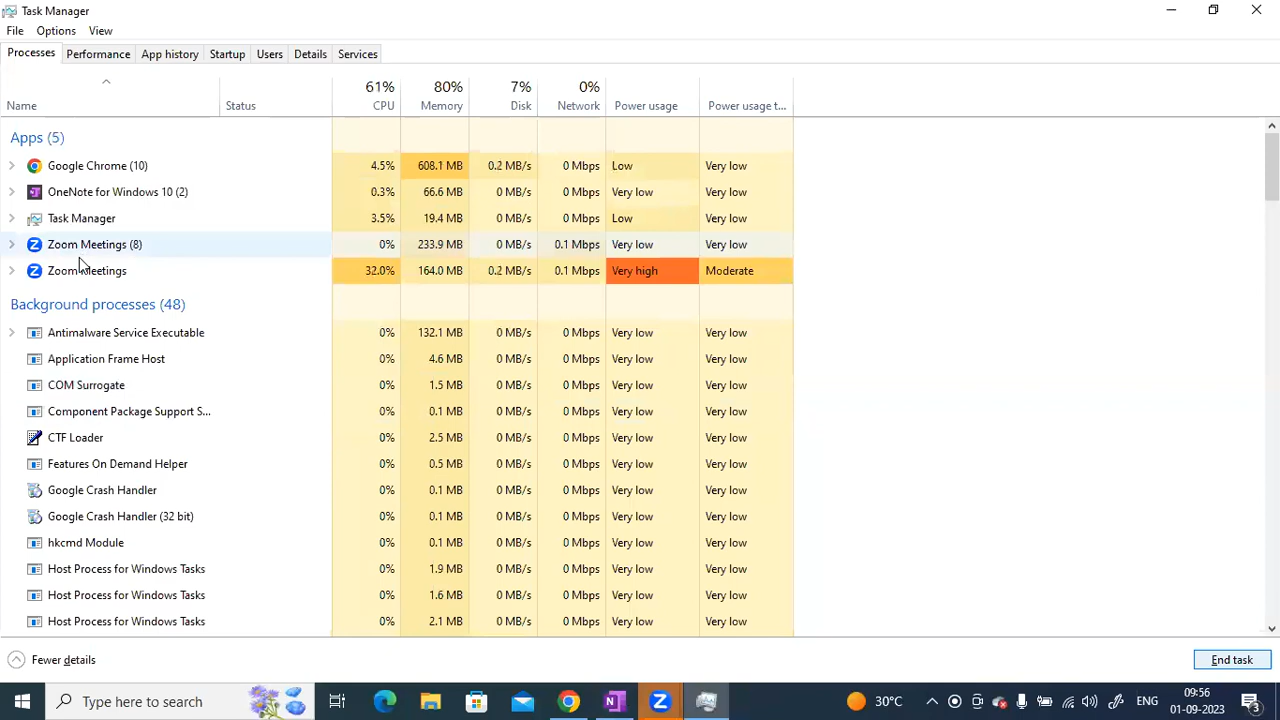 Task Manager
File Options View
Processes Performance App history Startup Users Details Services
61% 80% 7% 0%
Name Status CPU Memory Disk Network Power usage Power usage t...
Apps (5)
Google Chrome (10) 4.5% 608.1 MB 0.2 MB/s 0 Mbps Low Very low
OneNote for Windows 10 (2) 0.3% 66.6 MB 0 MB/s 0 Mbps Very low Very low
Task Manager 3.5% 19.4 MB 0 MB/s 0 Mbps Low Very low
Zoom Meetings (8) 0% 233.9 MB 0 MB/s 0.1 Mbps Very low Very low
Zoom Meetings 32.0% 164.0 MB 0.2 MB/s 0.1 Mbps Very high Moderate
Background processes (48)
Antimalware Service Executable 0% 132.1 MB 0 MB/s 0 Mbps Very low Very low
Application Frame Host 0% 4.6 MB 0 MB/s 0 Mbps Very low Very low
COM Surrogate 0% 1.5 MB 0 MB/s 0 Mbps Very low Very low
Component Package Support S... 0% 0.1 MB 0 MB/s 0 Mbps Very low Very low
CTF Loader 0% 2.5 MB 0 MB/s 0 Mbps Very low Very low
Features On Demand Helper 0% 0.5 MB 0 MB/s 0 Mbps Very low Very low
Google Crash Handler 0% 0.1 MB 0 MB/s 0 Mbps Very low Very low
Google Crash Handler (32 bit) 0% 0.1 MB 0 MB/s 0 Mbps Very low Very low
hkcmd Module 0% 0.1 MB 0 MB/s 0 Mbps Very low Very low
Host Process for Windows Tasks 0% 1.9 MB 0 MB/s 0 Mbps Very low Very low
Host Process for Windows Tasks 0% 1.6 MB 0 MB/s 0 Mbps Very low Very low
Host Process for Windows Tasks 0% 2.1 MB 0 MB/s 0 Mbps Very low Very low
Fewer details End task
Type here to search 30°C ENG 09:56
01-09-2023 3